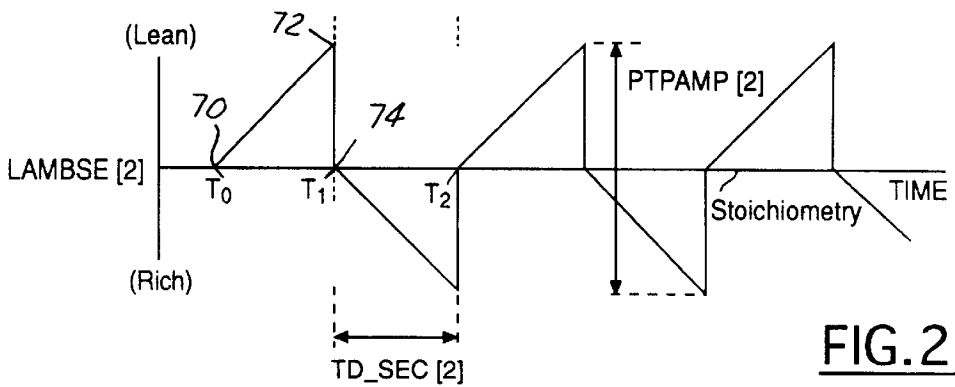 (Lean)
72
PTPAMP [2]
70
74
LAMBSE [2]
T0
T1
T2
TIME
Stoichiometry
(Rich)
TD_SEC [2]
FIG.2